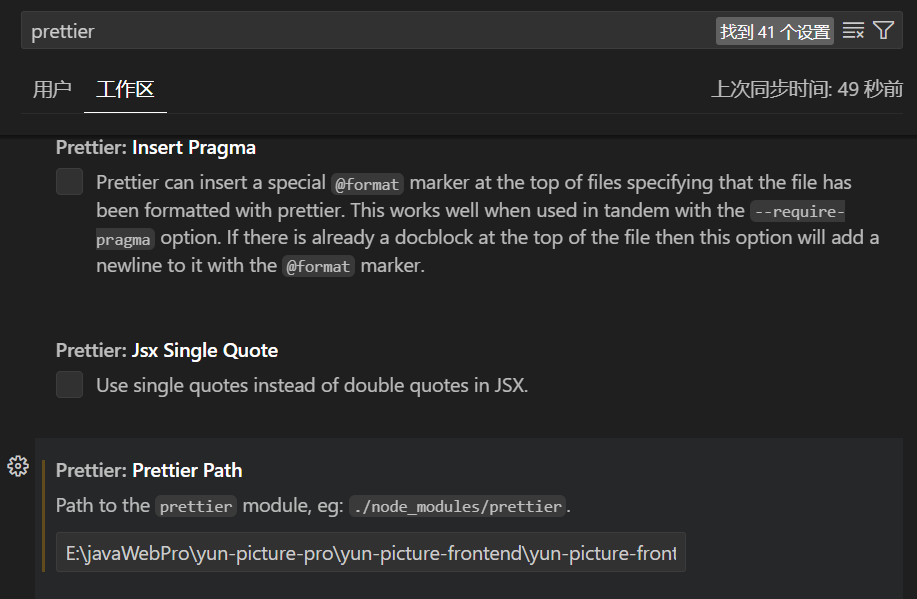 prettier
找到 41 个设置
用户 工作区 上次同步时间: 49 秒前
Prettier: Insert Pragma
Prettier can insert a special @format marker at the top of files specifying that the file has
been formatted with prettier. This works well when used in tandem with the --require-
pragma option. If there is already a docblock at the top of the file then this option will add a
newline to it with the @format marker.
Prettier: Jsx Single Quote
Use single quotes instead of double quotes in JSX.
Prettier: Prettier Path
Path to the prettier module, eg: ./node_modules/prettier.
E:\javaWebPro\yun-picture-pro\yun-picture-frontend\yun-picture-front